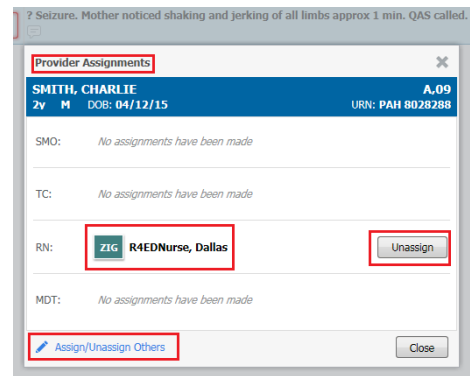 ? Seizure. Mother noticed shaking and jerking of all limbs approx 1 min. QAS called.
Provider Assignments
SMITH, CHARLIE A,09
2y M DOB: 04/12/15 URN: PAH 8028288
SMO: No assignments have been made
TC: No assignments have been made
RN: ZIG R4EDNurse, Dallas Unassign
MDT: No assignments have been made
Assign/Unassign Others Close